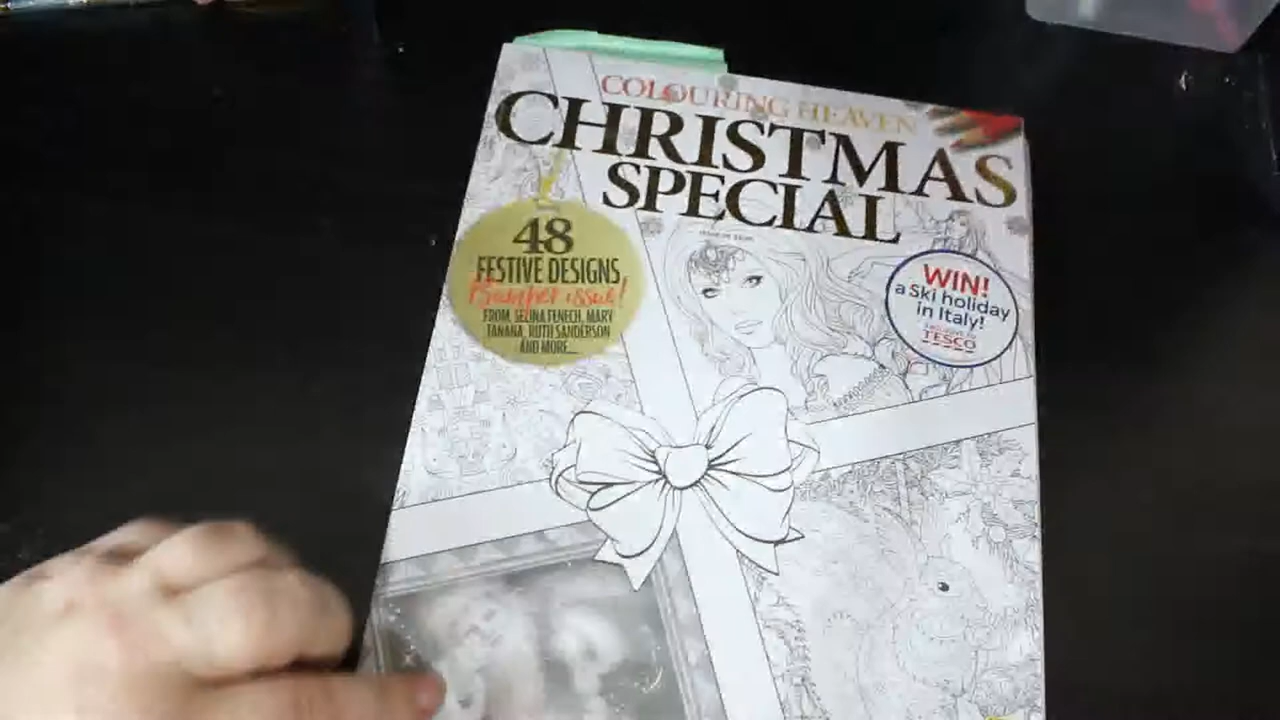 COLOURING HEAVEN
CHRISTMAS
SPECIAL
48
FESTIVE DESIGNS
Bumper issue!
FROM SELINA FENECH, MARY
TANANA, RUTH SANDERSON
AND MORE...
WIN!
a Ski holiday
in Italy!
TESCO